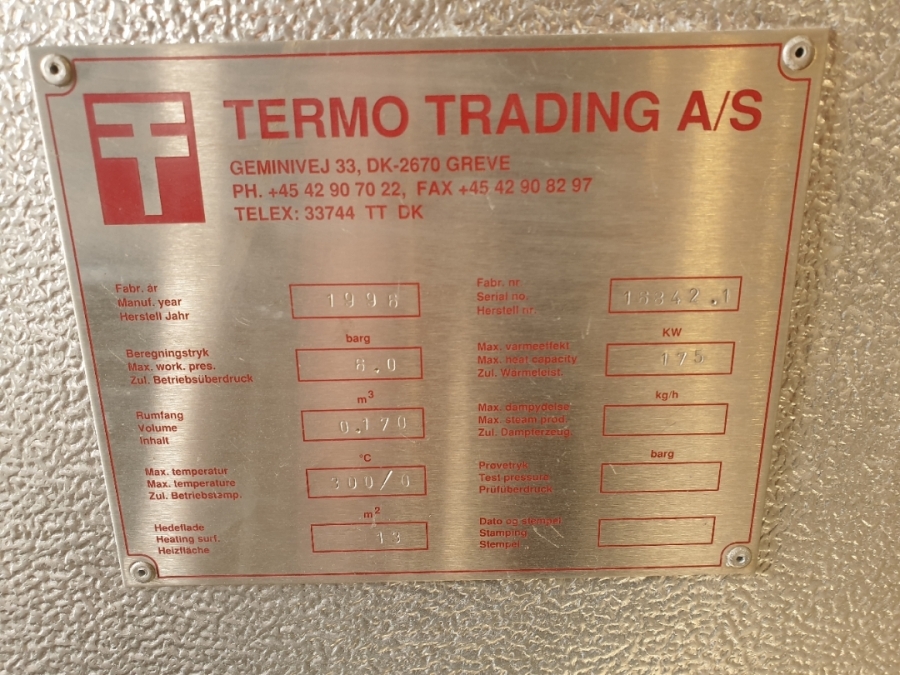 TERMO TRADING A/S
GEMINIVEJ 33, DK-2670 GREVE
PH. +45 42 90 70 22, FAX +45 42 90 82 97
TELEX: 33744 TT DK
Fabr. år
Manuf. year
Herstell Jahr
1998
Fabr. nr
Serial no.
Herstell nr.
barg
Beregningstryk
Max. work. pres.
Zul. Betriebsüberdruck
8.0
KW
Max. varmeeffekt
Max. heat capacity
Zul. Warmeleist.
175
m³
Rumfang
Volume
Inhalt
0.170
kg/h
Max. dampydelse
Max. steam prod.
Zul. Dampferzeug.
°C
Max. temperatur
Max. temperature
Zul. Betriebstemp.
300/0
barg
Prøvetryk
Test pressure
Prüfüberdruck
m²
Hedeflade
Heating surf.
Heizfläche
13
Dato og stempel
Stamping
Stempel